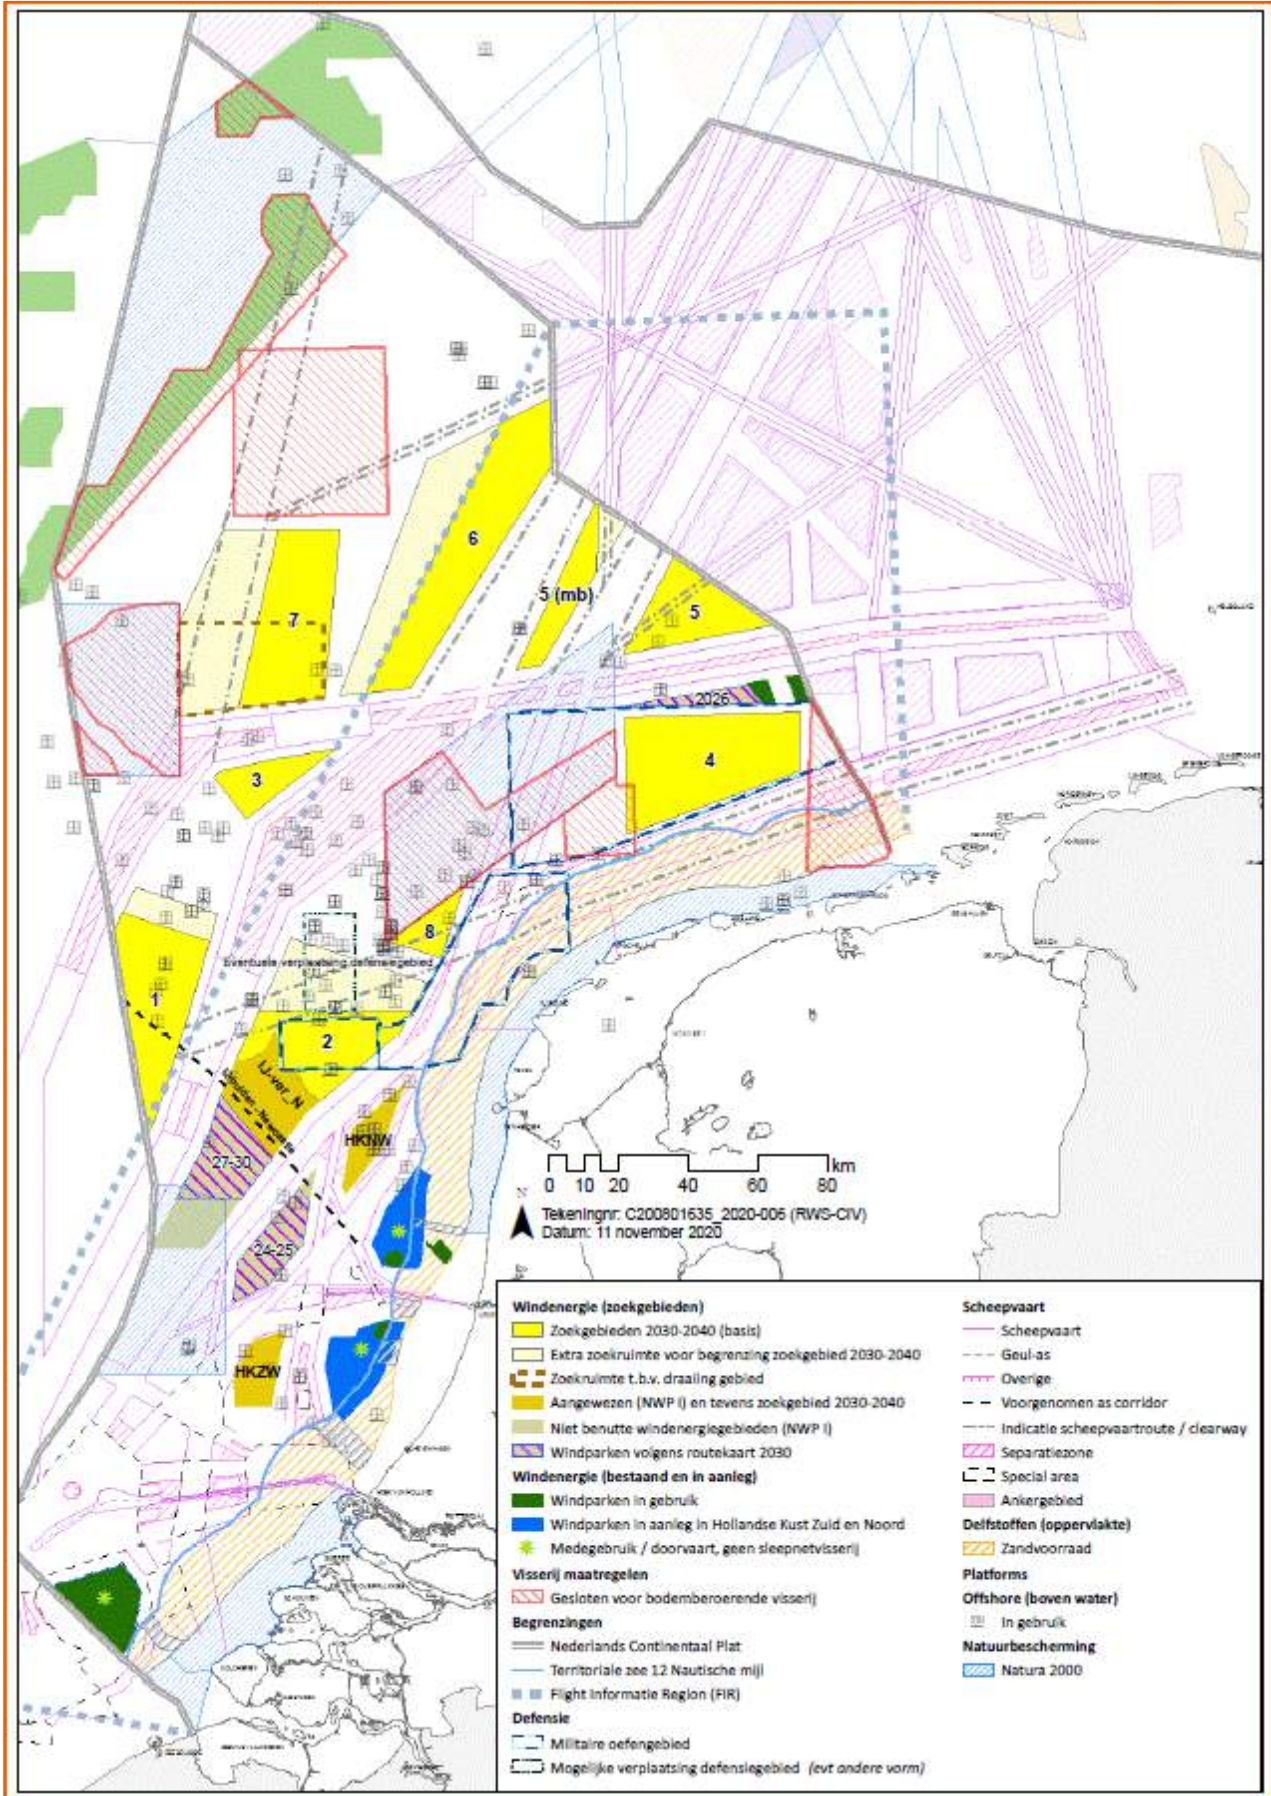 6
5 (mb)
5
7
2026
4
3
8
Eventuele verplaatsing defensiegebied
1
2
IJ-ver_N
IJmuiden - Newcastle
HKNW
27-30
24-25
HKZW
N
km
0 10 20 40 60 80
Tekeningnr: C200801635_2020-006 (RWS-CIV)
Datum: 11 november 2020
Windenergie (zoekgebieden)
Zoekgebieden 2030-2040 (basis)
Extra zoekruimte voor begrenzing zoekgebied 2030-2040
Zoekruimte t.b.v. draaiing gebied
Aangewezen (NWP I) en tevens zoekgebied 2030-2040
Niet benutte windenergiegebieden (NWP I)
Windparken volgens routekaart 2030
Windenergie (bestaand en in aanleg)
Windparken in gebruik
Windparken in aanleg in Hollandse Kust Zuid en Noord
Medegebruik / doorvaart, geen sleepnetvisserij
Visserij maatregelen
Gesloten voor bodemberoerende visserij
Begrenzingen
Nederlands Continentaal Plat
Territoriale zee 12 Nautische mijl
Flight Informatie Region (FIR)
Defensie
Militaire oefengebied
Mogelijke verplaatsing defensiegebied (evt andere vorm)
Scheepvaart
Scheepvaart
Geul-as
Overige
Voorgenomen as corridor
Indicatie scheepvaartroute / clearway
Separatiezone
Special area
Ankergebied
Delfstoffen (oppervlakte)
Zandvoorraad
Platforms
Offshore (boven water)
In gebruik
Natuurbescherming
Natura 2000